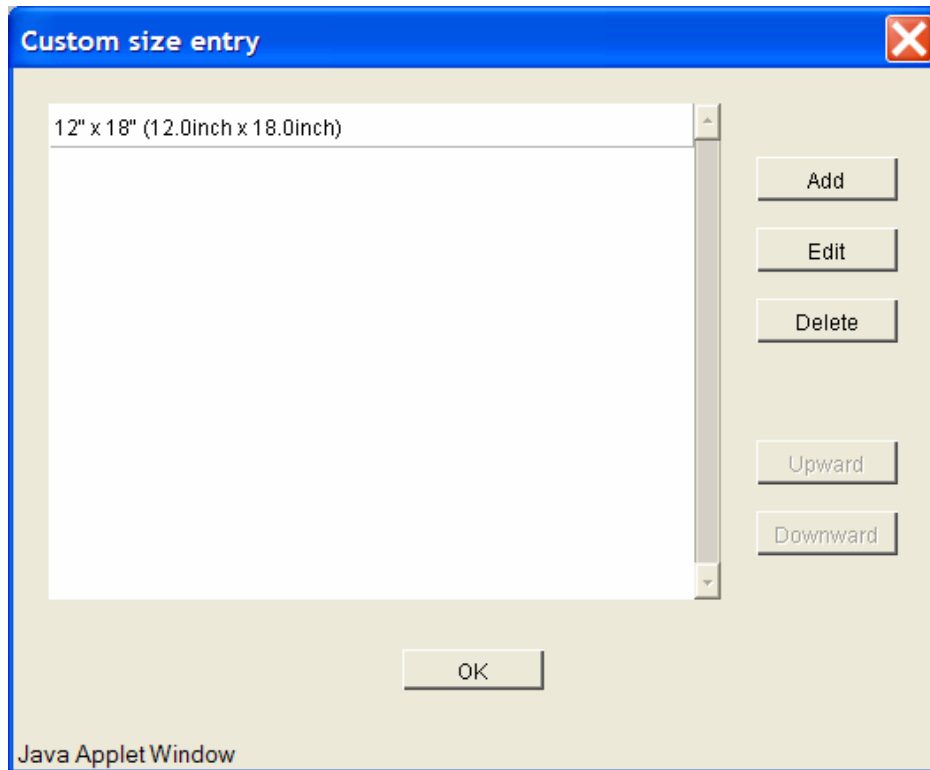 Custom size entry
12" x 18" (12.0inch x 18.0inch)
Add
Edit
Delete
Upward
Downward
OK
Java Applet Window